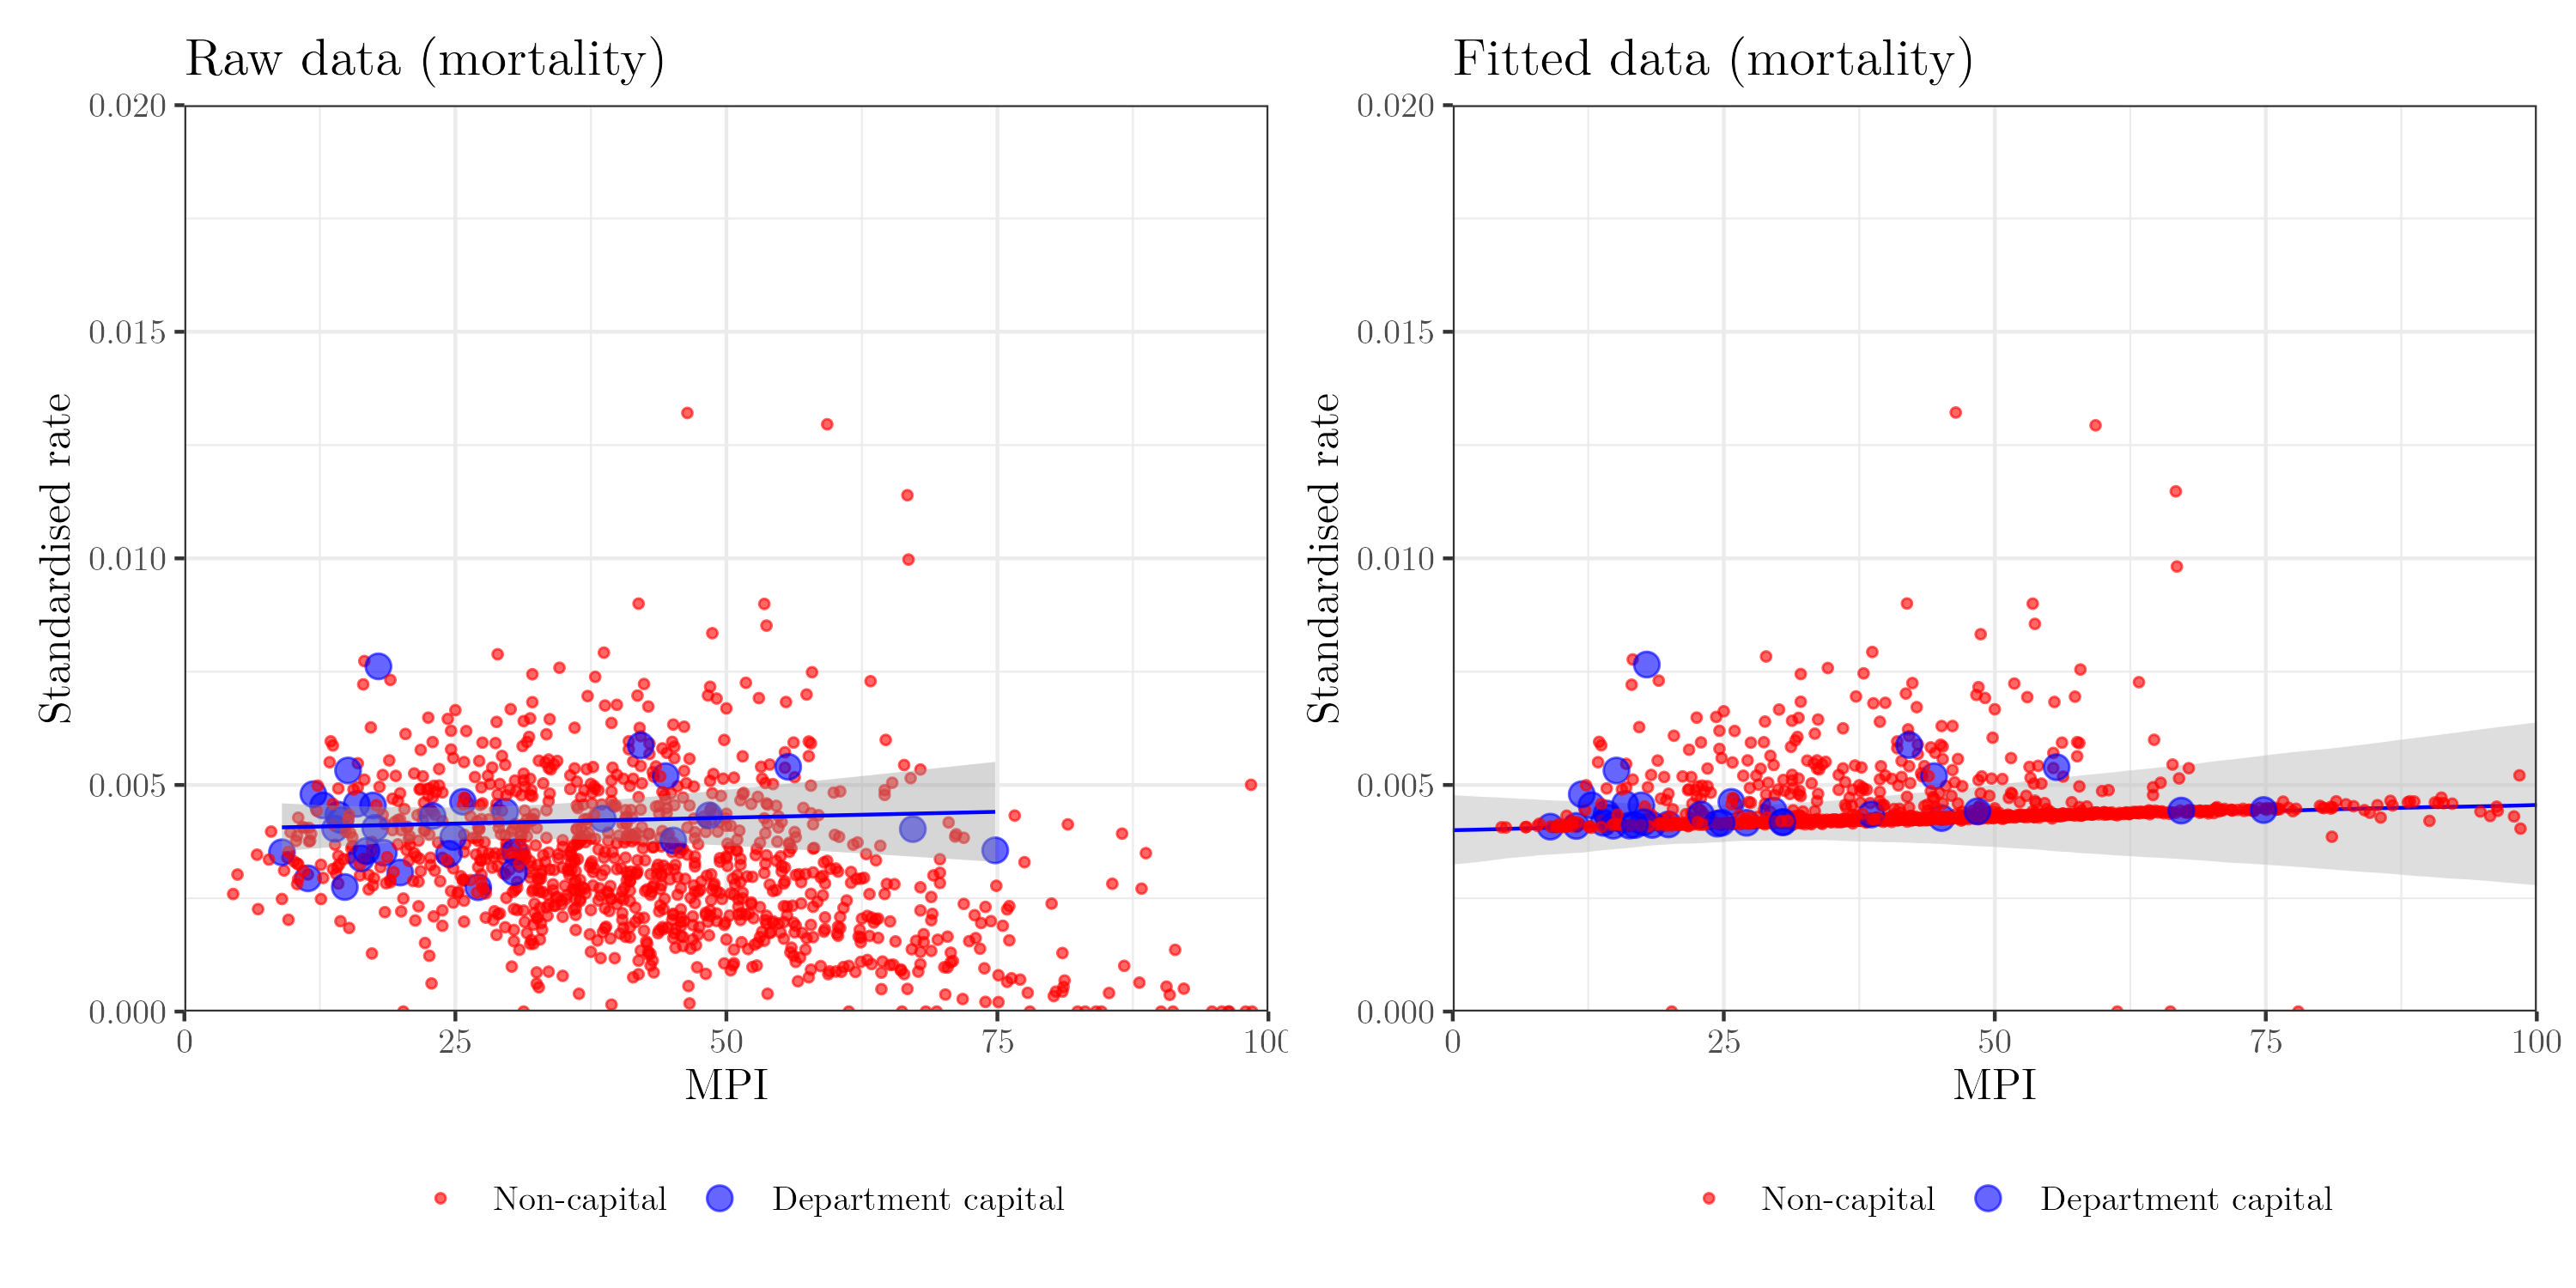 Raw data (mortality)
Standardised rate
0.020
0.015
0.010
0.005
0.000
0
25
50
75
100
MPI
Non-capital
Department capital
Fitted data (mortality)
Standardised rate
0.020
0.015
0.010
0.005
0.000
0
25
50
75
100
MPI
Non-capital
Department capital